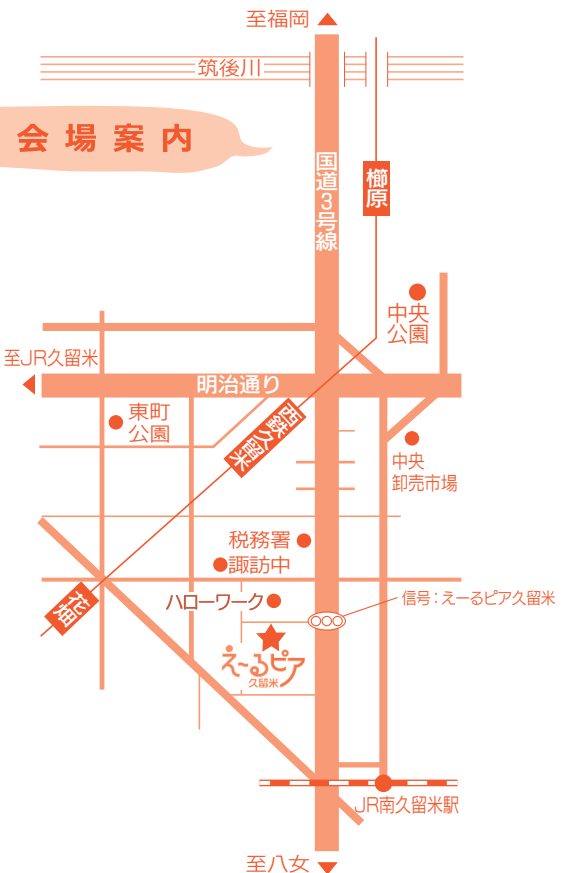 至福岡
筑後川
会場案内
国道3号線
櫛原
中央
公園
至JR久留米
明治通り
東町
公園
西鉄久留米
中央
卸売市場
税務署
諏訪中
花畑
ハローワーク
信号：えーるピア久留米
え~るピア
久留米
JR南久留米駅
至八女